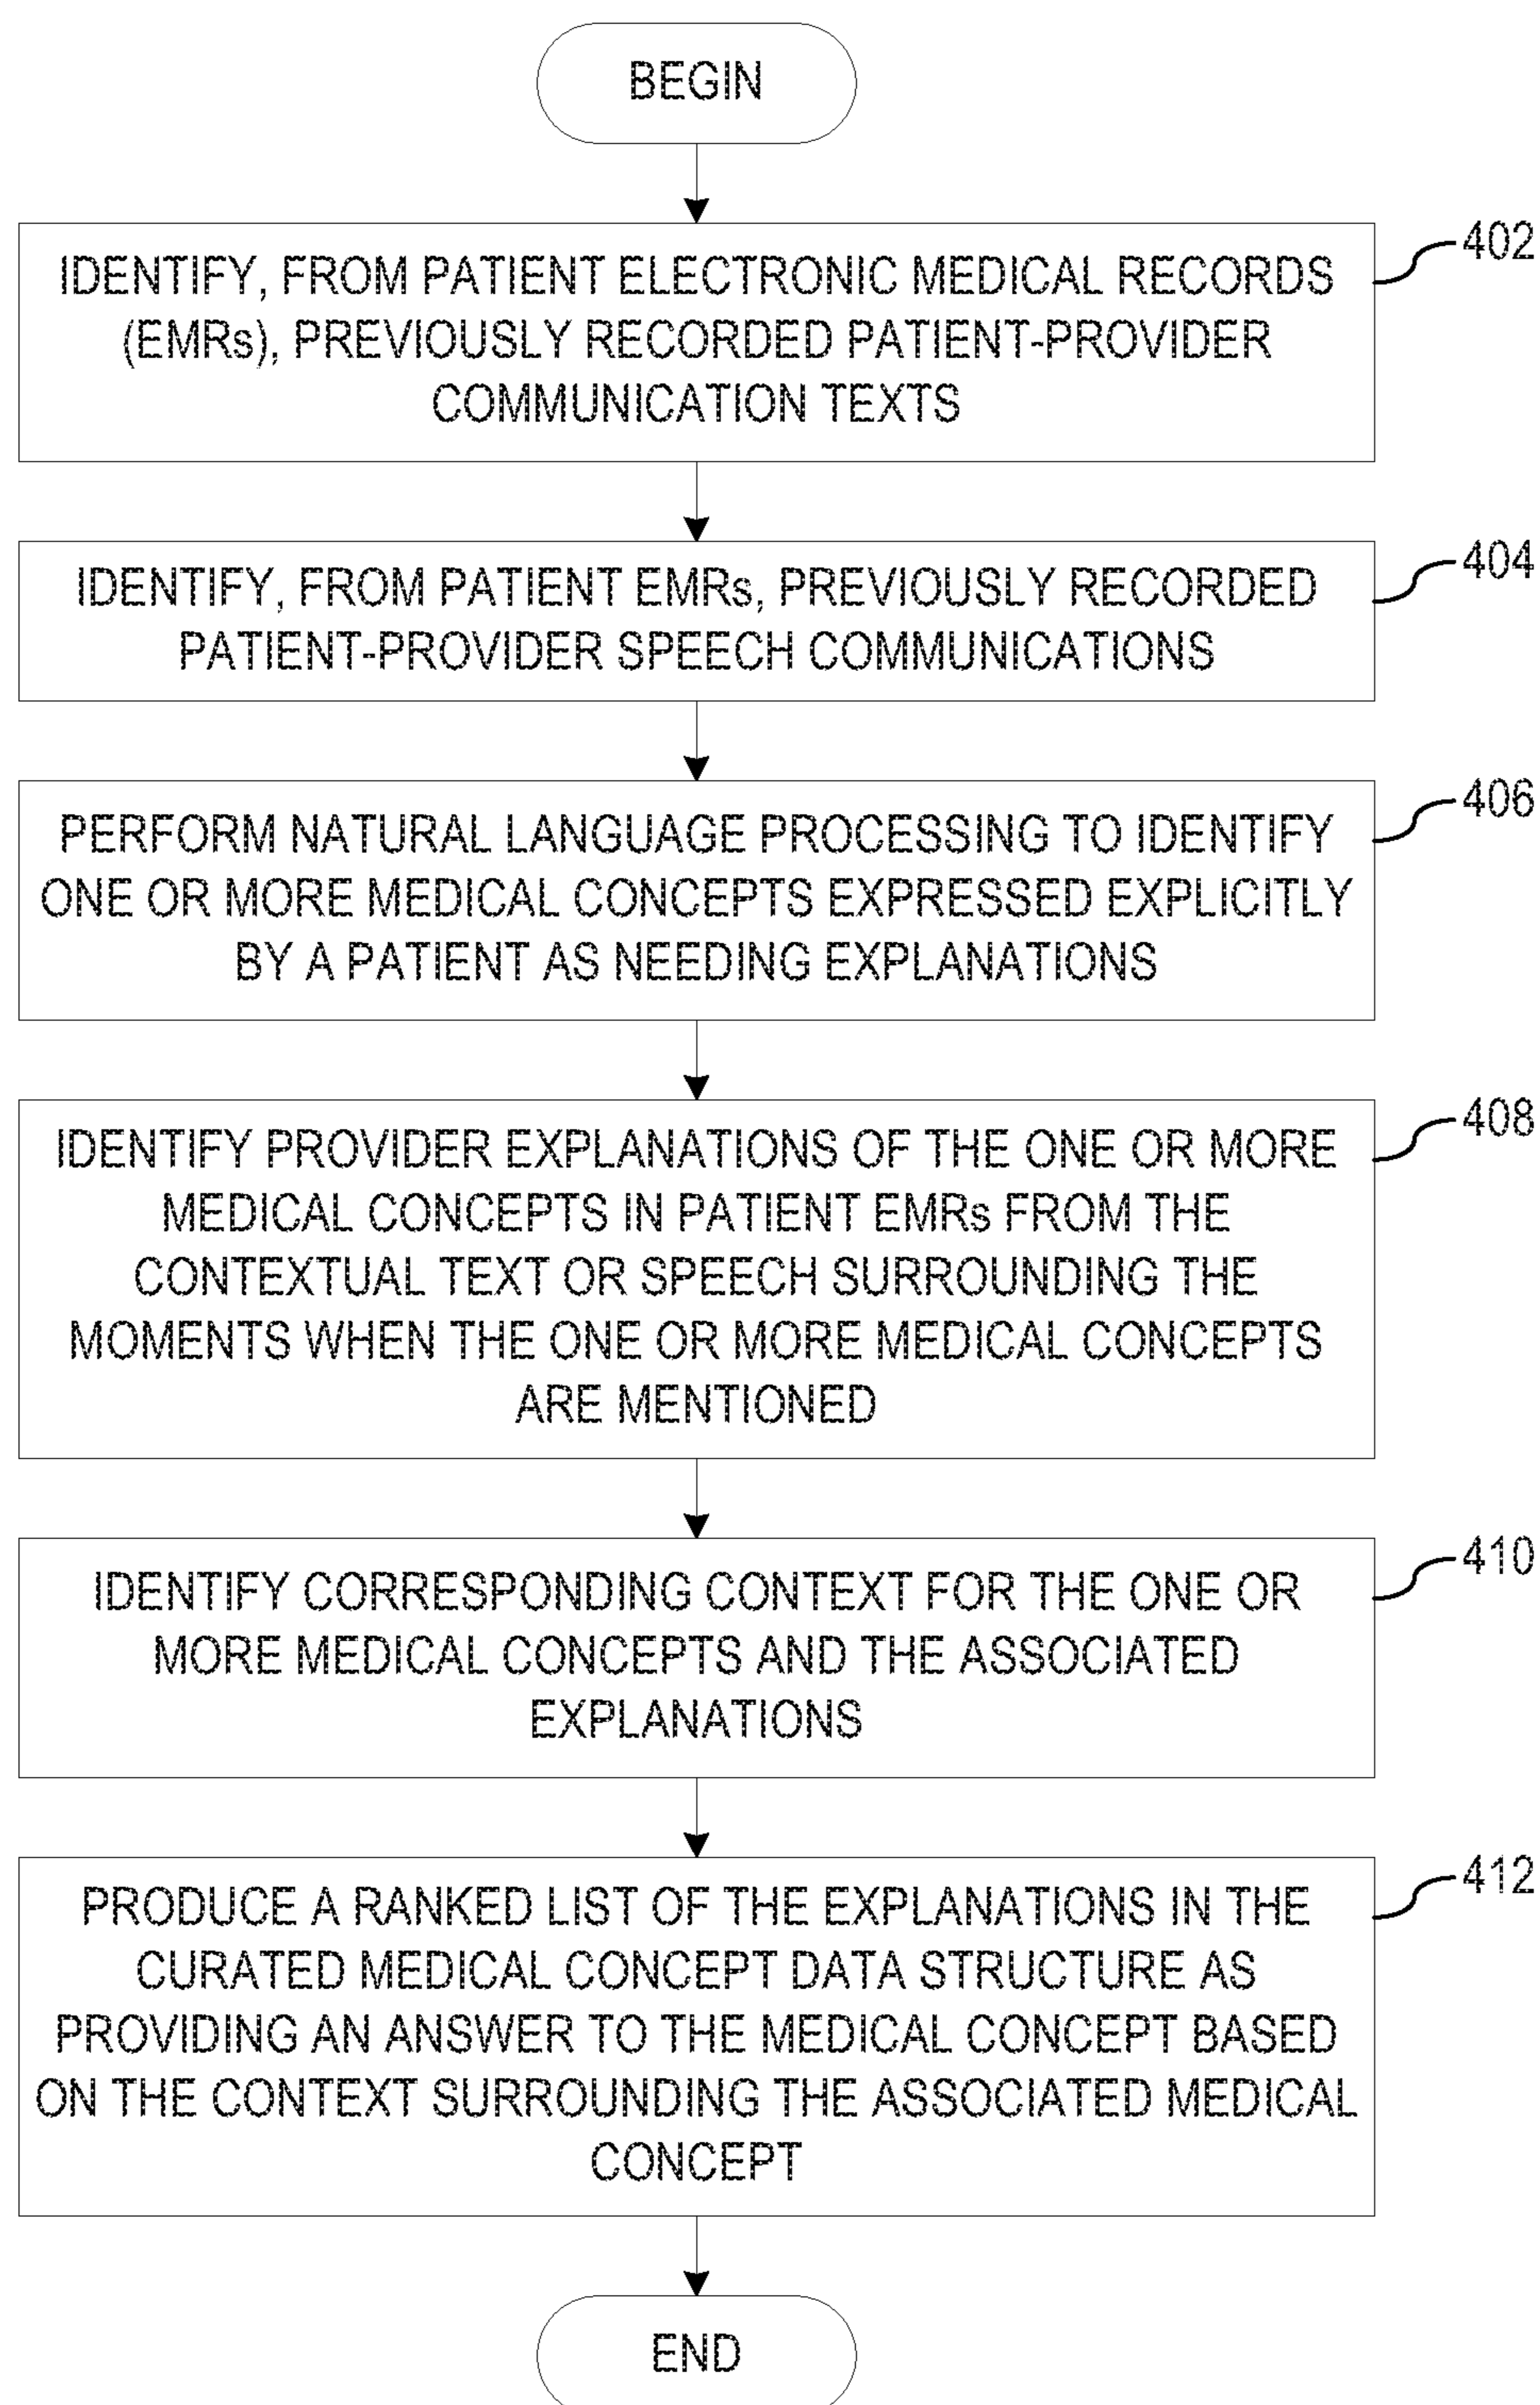 BEGIN
402
IDENTIFY, FROM PATIENT ELECTRONIC MEDICAL RECORDS
(EMRs), PREVIOUSLY RECORDED PATIENT-PROVIDER
COMMUNICATION TEXTS
404
IDENTIFY, FROM PATIENT EMRs, PREVIOUSLY RECORDED
PATIENT-PROVIDER SPEECH COMMUNICATIONS
406
PERFORM NATURAL LANGUAGE PROCESSING TO IDENTIFY
ONE OR MORE MEDICAL CONCEPTS EXPRESSED EXPLICITLY
BY A PATIENT AS NEEDING EXPLANATIONS
408
IDENTIFY PROVIDER EXPLANATIONS OF THE ONE OR MORE
MEDICAL CONCEPTS IN PATIENT EMRs FROM THE
CONTEXTUAL TEXT OR SPEECH SURROUNDING THE
MOMENTS WHEN THE ONE OR MORE MEDICAL CONCEPTS
ARE MENTIONED
410
IDENTIFY CORRESPONDING CONTEXT FOR THE ONE OR
MORE MEDICAL CONCEPTS AND THE ASSOCIATED
EXPLANATIONS
412
PRODUCE A RANKED LIST OF THE EXPLANATIONS IN THE
CURATED MEDICAL CONCEPT DATA STRUCTURE AS
PROVIDING AN ANSWER TO THE MEDICAL CONCEPT BASED
ON THE CONTEXT SURROUNDING THE ASSOCIATED MEDICAL
CONCEPT
END